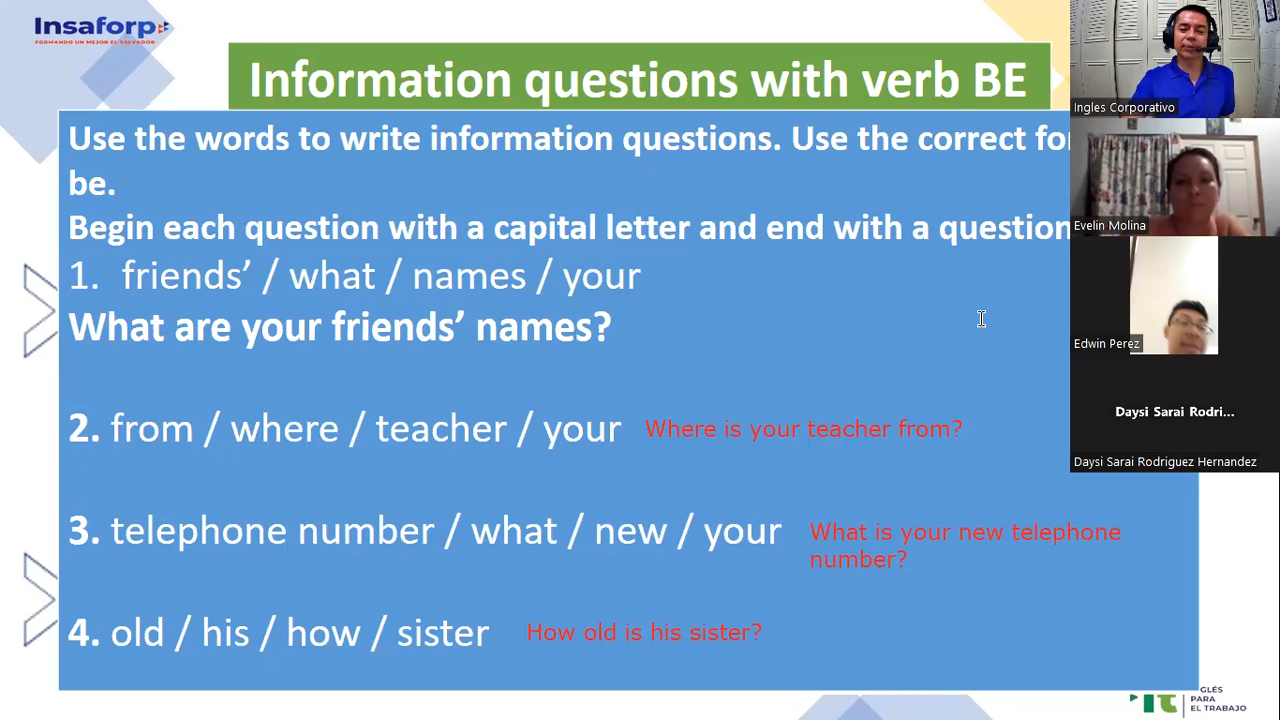 Insaforp
FORMANDO UN MEJOR EL SALVADOR
Information questions with verb BE
Use the words to write information questions. Use the correct
be.
Begin each question with a capital letter and end with a question
1. friends’ / what / names / your
What are your friends’ names?
2. from / where / teacher / your
Where is your teacher from?
3. telephone number / what / new / your
What is your new telephone
number?
4. old / his / how / sister
How old is his sister?
Ingles Corporativo
Evelin Molina
Edwin Perez
Daysi Sarai Rodri...
Daysi Sarai Rodriguez Hernandez
PARA
EL TRABAJO